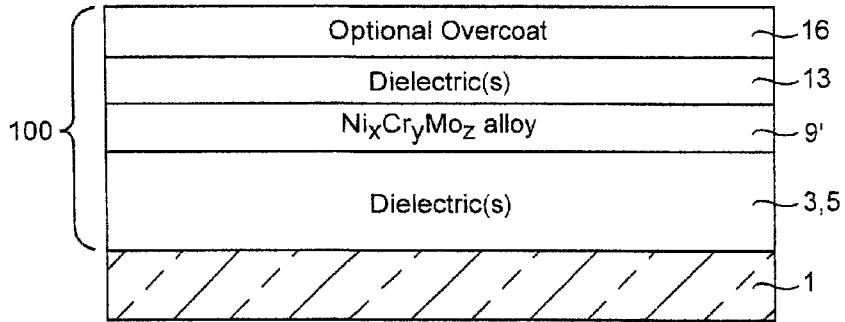 Optional Overcoat 16
Dielectric(s) 13
100
NixCryMoz alloy 9'
Dielectric(s) 3,5
1